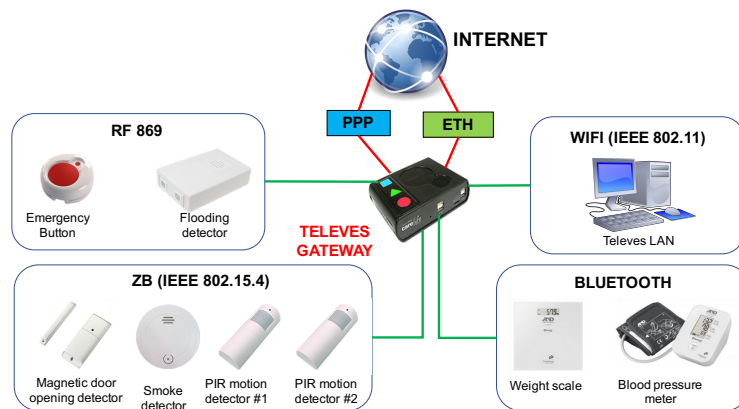 INTERNET
PPP
ETH
RF 869
Emergency
Button
Flooding
detector
WIFI (IEEE 802.11)
Televes LAN
TELEVES
GATEWAY
care
ZB (IEEE 802.15.4)
Magnetic door
opening detector
Smoke
detector
PIR motion
detector #1
PIR motion
detector #2
BLUETOOTH
Weight scale
AND
Blood pressure
meter